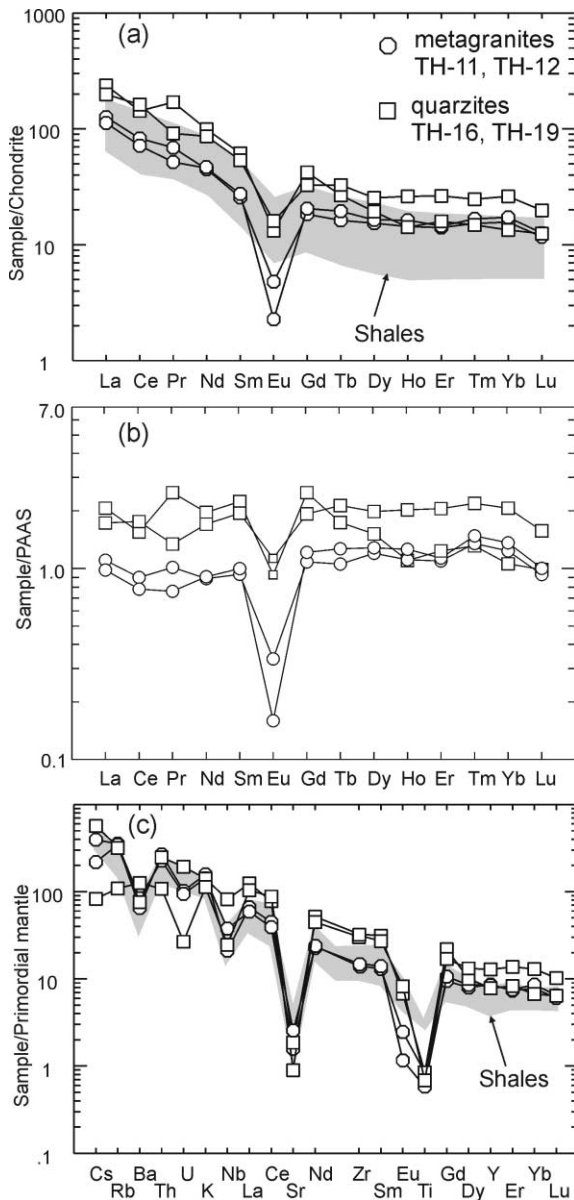 1000
(a)
metagranites
TH-11, TH-12
quarzites
TH-16, TH-19
100
10
1
Sample/Chondrite
Shales
La Ce Pr Nd Sm Eu Gd Tb Dy Ho Er Tm Yb Lu
7.0
(b)
1.0
0.1
Sample/PAAS
La Ce Pr Nd Sm Eu Gd Tb Dy Ho Er Tm Yb Lu
1000
(c)
100
10
1
.1
Sample/Primordial mantle
Shales
Cs Ba U Nb Ce Nd Zr Eu Gd Y Yb
Rb Th K La Sr Sm Ti Dy Er Lu